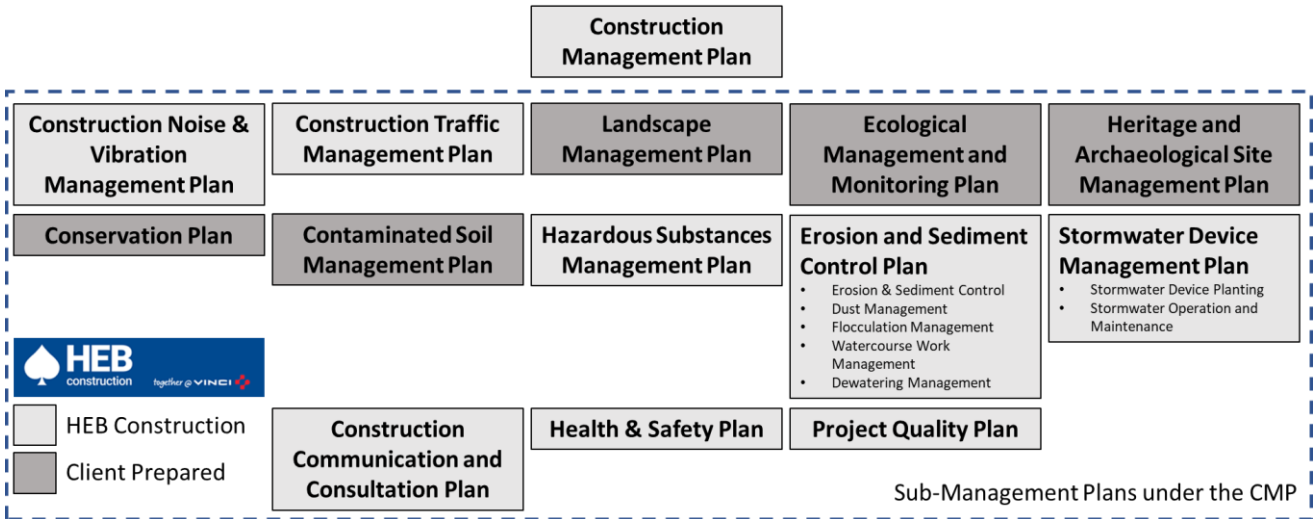 Construction
Management Plan
Construction Noise &
Vibration
Management Plan
Construction Traffic
Management Plan
Landscape
Management Plan
Ecological
Management and
Monitoring Plan
Heritage and
Archaeological Site
Management Plan
Conservation Plan
Contaminated Soil
Management Plan
Hazardous Substances
Management Plan
Erosion and Sediment
Control Plan
• Erosion & Sediment Control
• Dust Management
• Flocculation Management
• Watercourse Work
Management
• Dewatering Management
Stormwater Device
Management Plan
• Stormwater Device Planting
• Stormwater Operation and
Maintenance
HEB
construction
together @ VINCI
HEB Construction
Client Prepared
Construction
Communication and
Consultation Plan
Health & Safety Plan
Project Quality Plan
Sub-Management Plans under the CMP